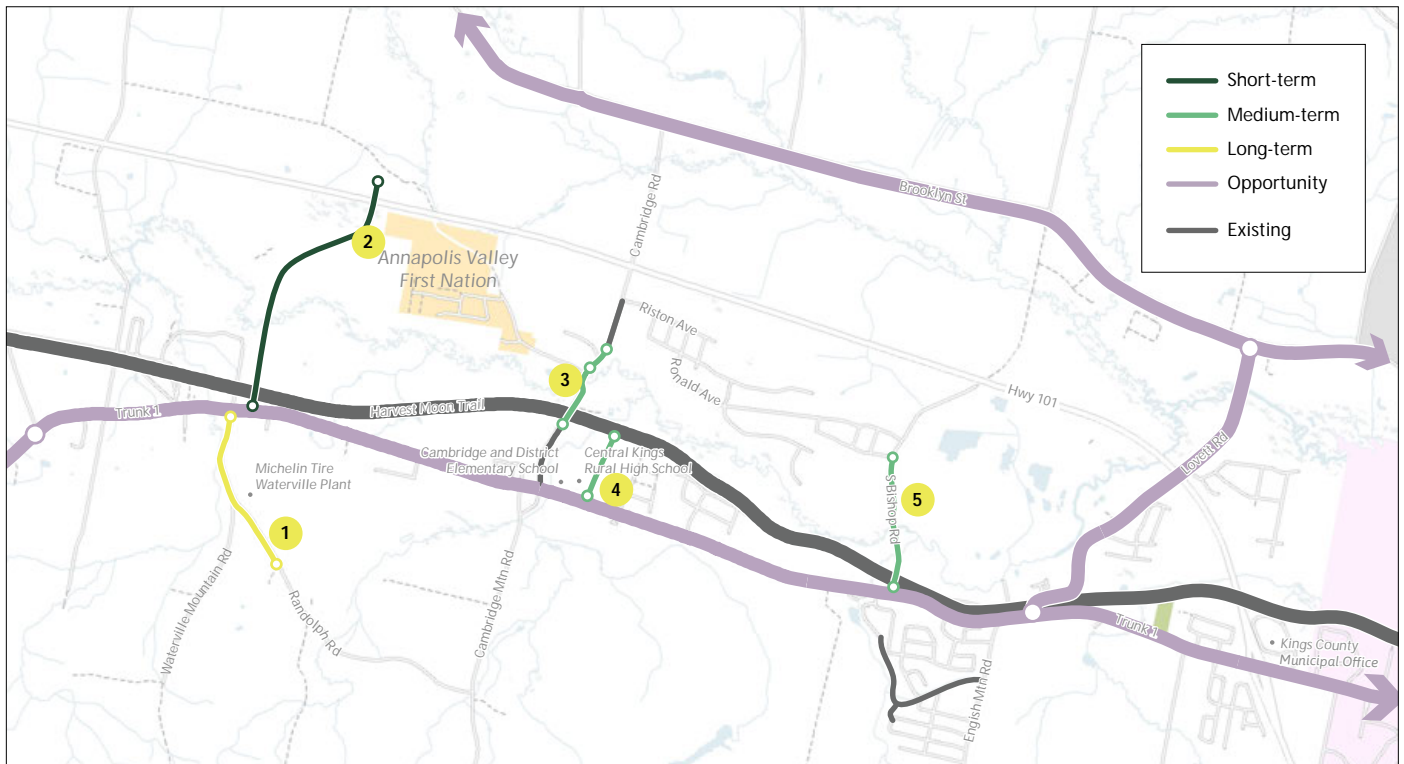 Short-term
Medium-term
Long-term
Opportunity
Existing
Brooklyn St
Cambridge Rd
2
Annapolis Valley
First Nation
Riston Ave
Ronald Ave
3
Hwy 101
Harvest Moon Trail
Trunk 1
Lovett Rd
Cambridge and District
Elementary School
Central Kings
Rural High School
Michelin Tire
Waterville Plant
4
5
S Bishop Rd
1
Waterville Mountain Rd
Randolph Rd
Cambridge Mtn Rd
Engish Mtn Rd
Trunk 1
Kings County
Municipal Office